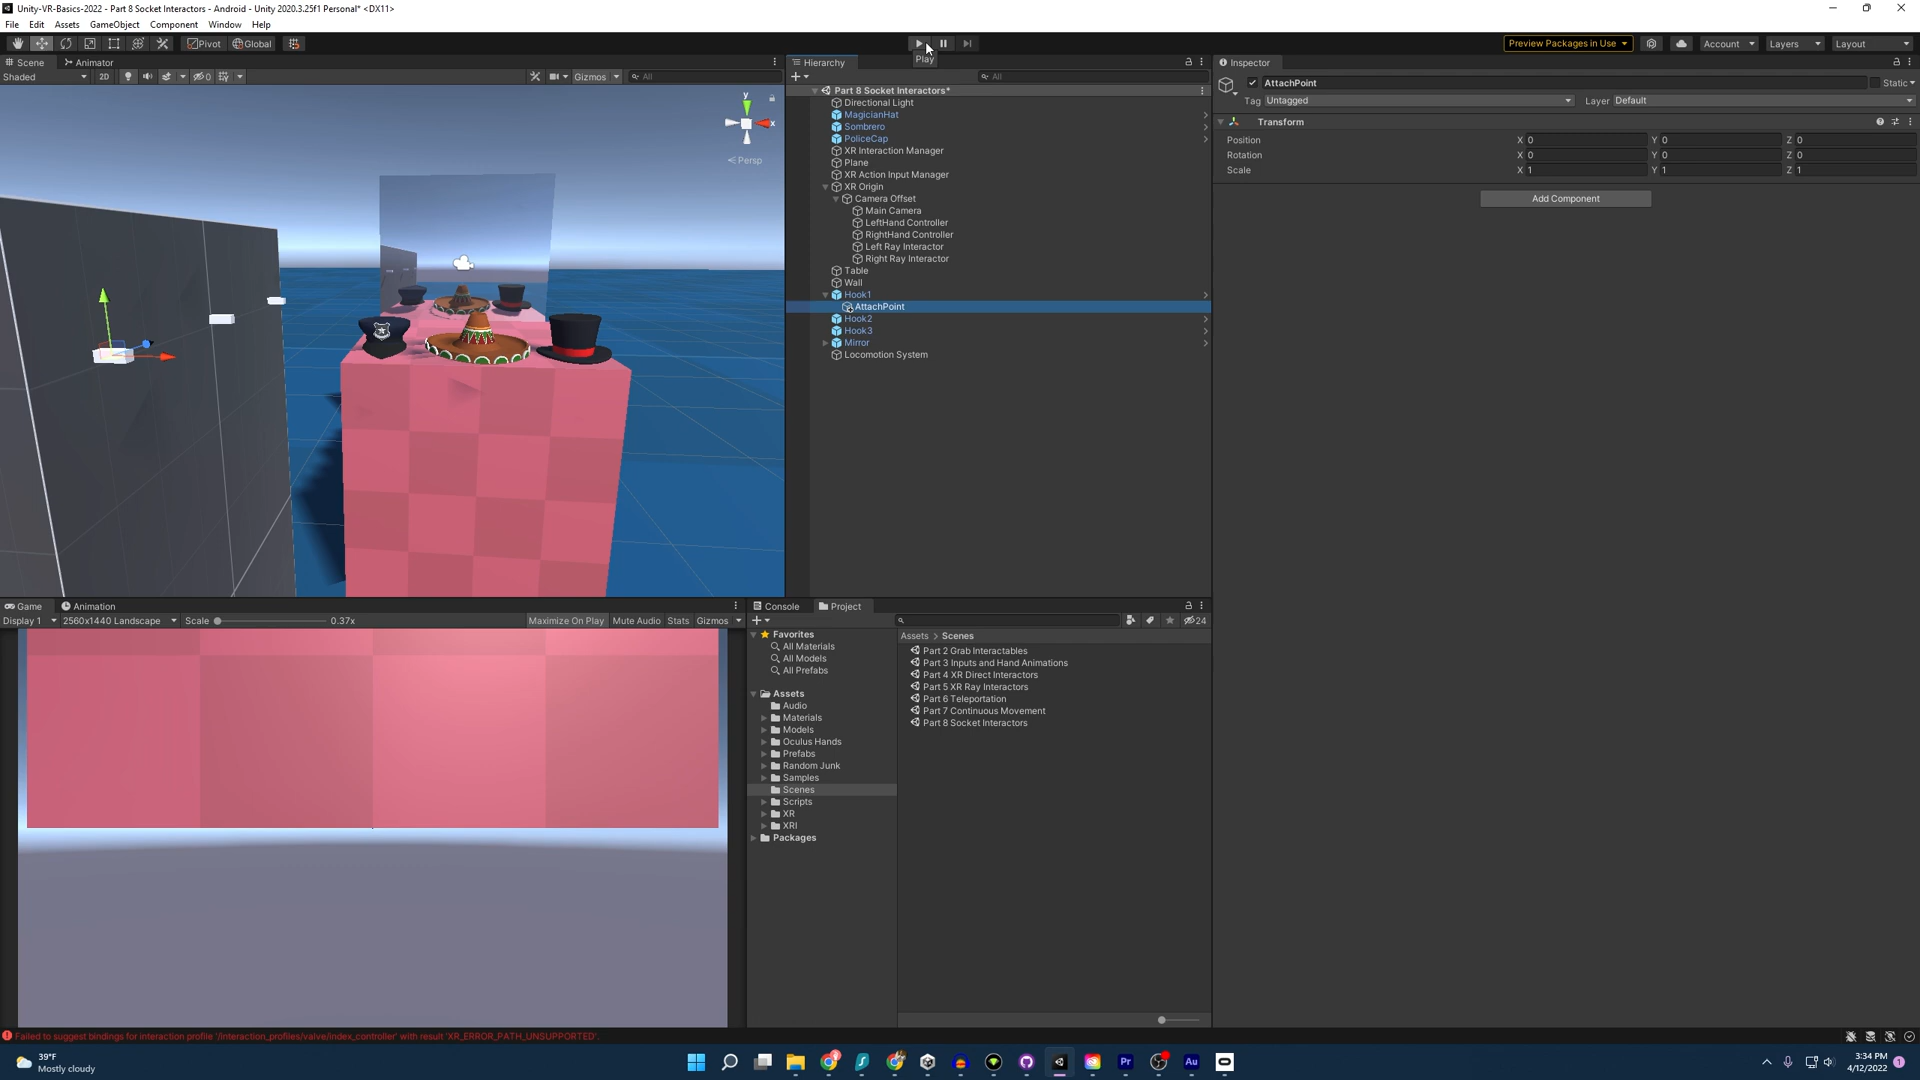 Unity-VR-Basics-2022 - Part 8 Socket Interactors - Android - Unity 2020.3.25f1 Personal* <DX11>
File Edit Assets GameObject Component Window Help
Pivot Global
Play
Preview Packages in Use Account Layers Layout
Scene Animator
Shaded 2D 0 Gizmos All
y x
Persp
Hierarchy
All
Part 8 Socket Interactors*
Directional Light
MagicianHat
Sombrero
PoliceCap
XR Interaction Manager
Plane
XR Action Input Manager
XR Origin
Camera Offset
Main Camera
LeftHand Controller
RightHand Controller
Left Ray Interactor
Right Ray Interactor
Table
Wall
Hook1
AttachPoint
Hook2
Hook3
Mirror
Locomotion System
Inspector
AttachPoint Static
Tag Untagged Layer Default
Transform
Position X 0 Y 0 Z 0
Rotation X 0 Y 0 Z 0
Scale X 1 Y 1 Z 1
Add Component
Game Animation
Display 1 2560x1440 Landscape Scale 0.37x Maximize On Play Mute Audio Stats Gizmos
Console Project
24
Favorites
All Materials
All Models
All Prefabs
Assets
Audio
Materials
Models
Oculus Hands
Prefabs
Random Junk
Samples
Scenes
Scripts
XR
XRI
Packages
Assets > Scenes
Part 2 Grab Interactables
Part 3 Inputs and Hand Animations
Part 4 XR Direct Interactors
Part 5 XR Ray Interactors
Part 6 Teleportation
Part 7 Continuous Movement
Part 8 Socket Interactors
Failed to suggest bindings for interaction profile '/interaction_profiles/valve/index_controller' with result 'XR_ERROR_PATH_UNSUPPORTED'.
39°F
Mostly cloudy
Pr Au
3:34 PM
4/12/2022
1